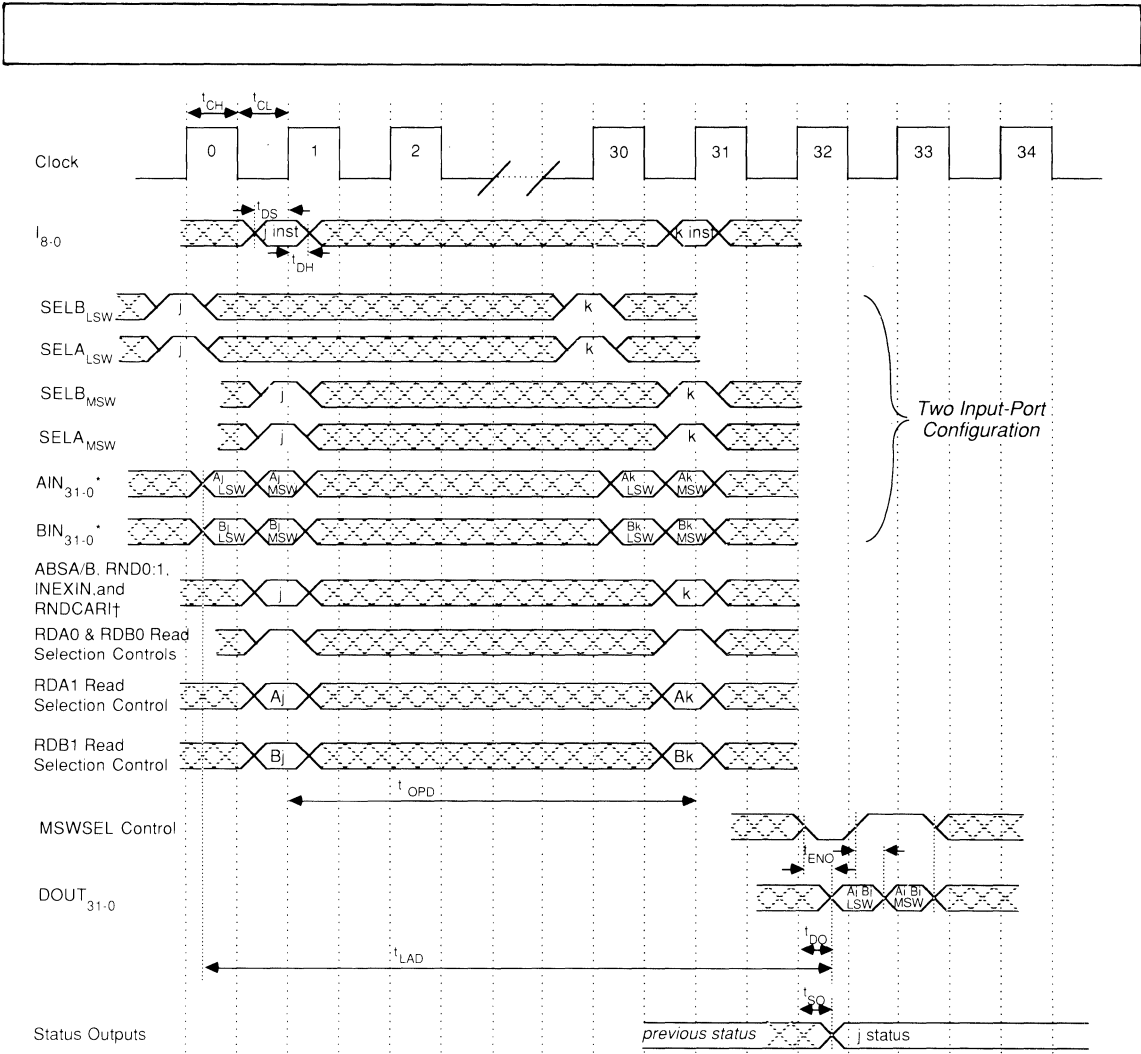 tCH tCL
Clock 0 1 2 30 31 32 33 34
tDS
I8-0 j inst k inst
tDH
SELBLSW j k
SELALSW j k
SELBMSW j k
SELAMSW j k
Two Input-Port
Configuration
AIN31-0* Aj LSW Aj MSW Ak LSW Ak MSW
BIN31-0* Bj LSW Bj MSW Bk LSW Bk MSW
ABSA/B, RND0:1,
INEXIN,and
RNDCARI† j k
RDA0 & RDB0 Read
Selection Controls
RDA1 Read
Selection Control Aj Ak
RDB1 Read
Selection Control Bj Bk
tOPD
MSWSEL Control
tENO
DOUT31-0 Aj Bj LSW Aj Bj MSW
tDO
tLAD
tSO
Status Outputs previous status j status